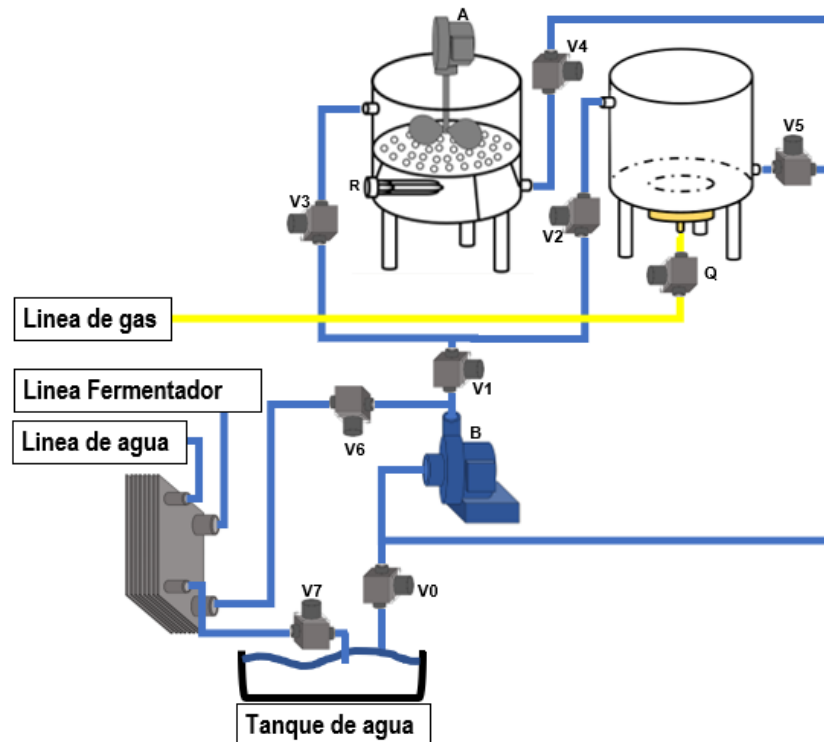 A
V4
V5
R
V3
V2
Q
Linea de gas
V1
Linea Fermentador
Linea de agua
B
V6
V7
V0
Tanque de agua